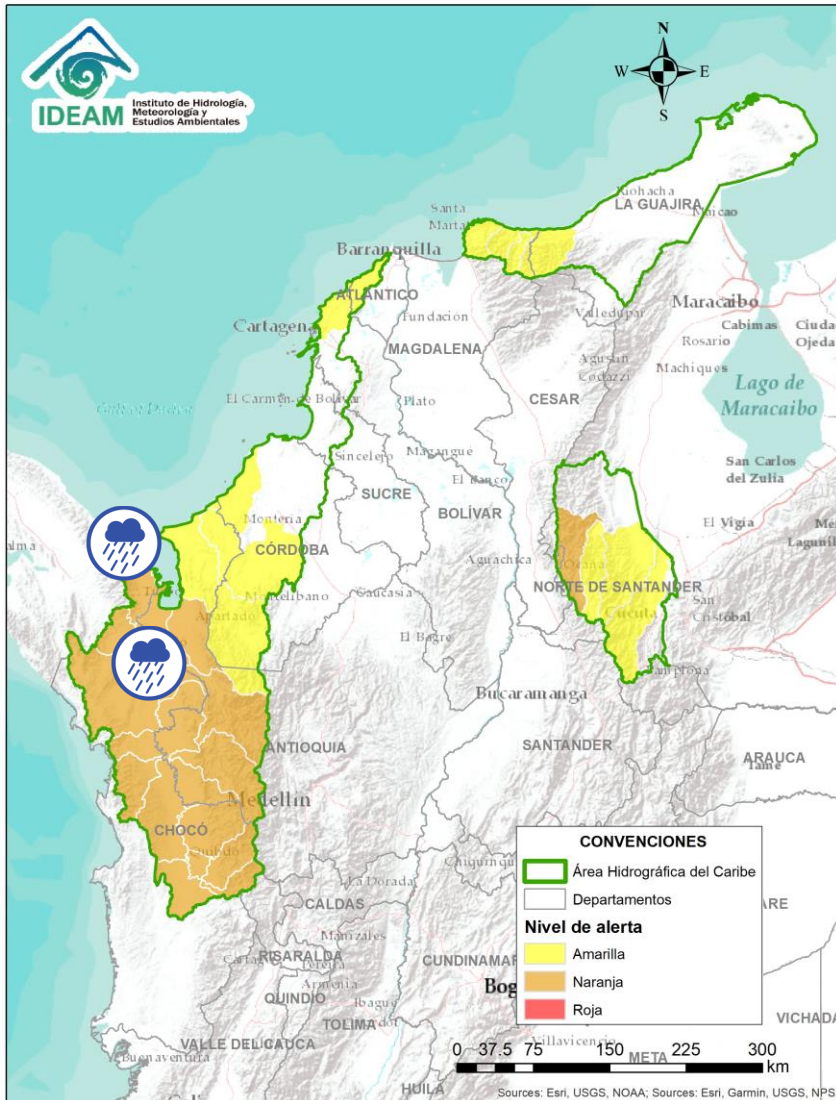 IDEAM
Instituto de Hidrología,
Meteorología y
Estudios Ambientales
N
W
E
S
Riohacha
LA GUAJIRA
Maicao
Santa
Marta
Barranquilla
ATLÁNTICO
Cartagena
Fundación
MAGDALENA
Valledupar
Maracaibo
Cabimas
Ciudad
Ojeda
Rosario
Machiques
Agustín
Codazzi
CESAR
Lago de
Maracaibo
El Carmen de Bolívar
Plato
Sincelejo
Magangué
San Carlos
del Zulia
SUCRE
El Banco
BOLÍVAR
Montería
CÓRDOBA
El Vigía
Aguachica
Ocaña
NORTE DE SANTANDER
Cúcuta
San
Cristóbal
Montelíbano
Caucasia
Apartadó
El Bagre
Pamplona
Bucaramanga
SANTANDER
ANTIOQUIA
ARAUCA
Tame
Medellín
CHOCÓ
Quibdó
La Dorada
CALDAS
Manizales
RISARALDA
Pereira
Armenia
QUINDÍO
Ibague
TOLIMA
CUNDINAMAR
Bog
VALLE DEL CAUCA
Buenaventura
HUILA
Villavicencio
META
VICHADA
CONVENCIONES
Área Hidrográfica del Caribe
Departamentos
Nivel de alerta
Amarilla
Naranja
Roja
0 37.5 75 150 225 300
km
Sources: Esri, USGS, NOAA; Sources: Esri, Garmin, USGS, NPS